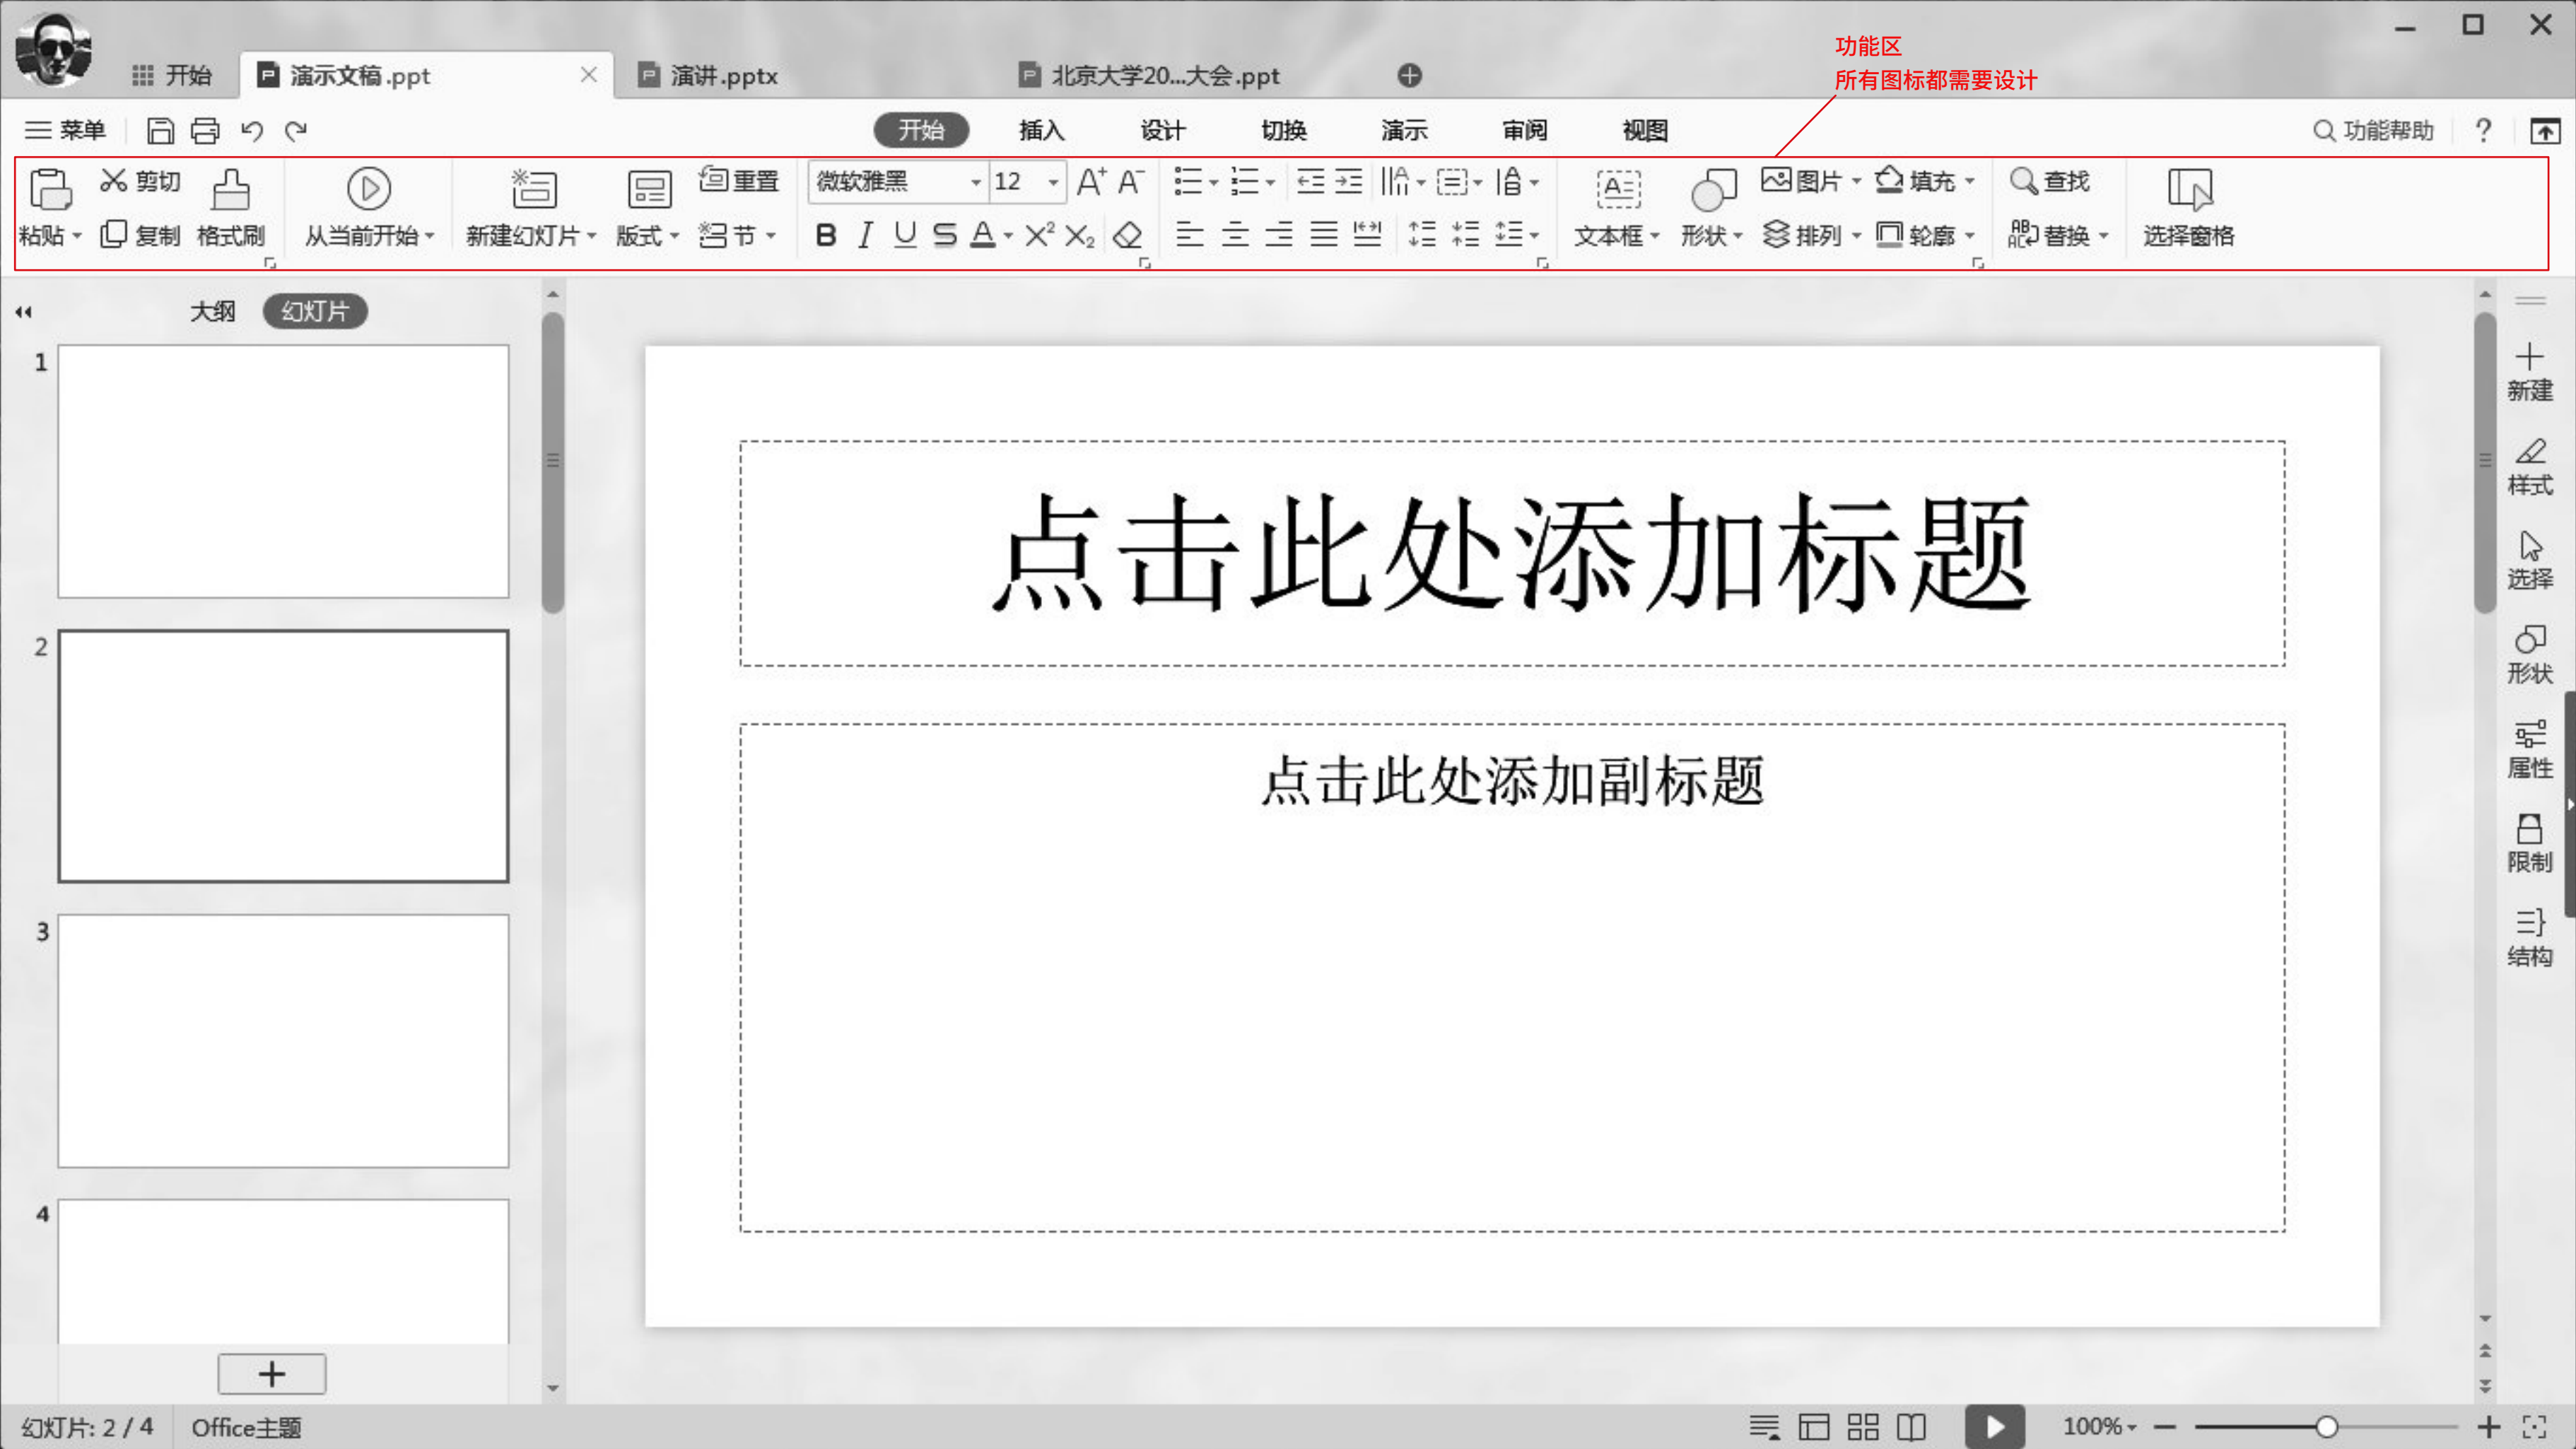 功能区
所有图标都需要设计
开始 演示文稿.ppt 演讲.pptx 北京大学20...大会.ppt
菜单 开始 插入 设计 切换 演示 审阅 视图 功能帮助 ?
剪切 重置 微软雅黑 12 A+ A- 图片 填充 查找
粘贴 复制 格式刷 从当前开始 新建幻灯片 版式 节 B I U S A X² X₂ 文本框 形状 排列 轮廓 替换 选择窗格
大纲 幻灯片
1
2
3
4
点击此处添加标题
点击此处添加副标题
新建
样式
选择
形状
属性
限制
结构
幻灯片: 2 / 4 Office主题 100%